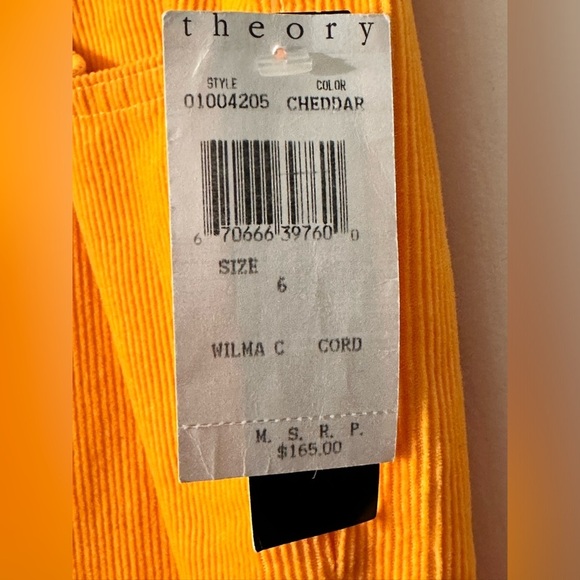 theory
STYLE COLOR
01004205 CHEDDAR
6 70666 39760 0
SIZE
6
WILMA C CORD
M. S. R. P.
$165.00